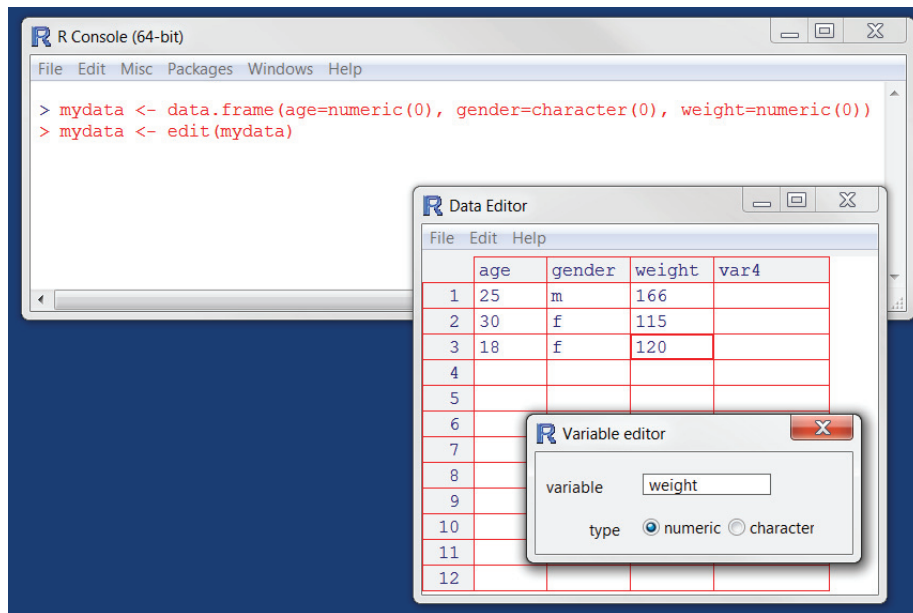 R Console (64-bit)
File Edit Misc Packages Windows Help
> mydata <- data.frame(age=numeric(0), gender=character(0), weight=numeric(0))
> mydata <- edit(mydata)
R Data Editor
File Edit Help
age gender weight var4
1 25 m 166
2 30 f 115
3 18 f 120
4
5
6
7
8
9
10
11
12
R Variable editor
variable weight
type numeric character